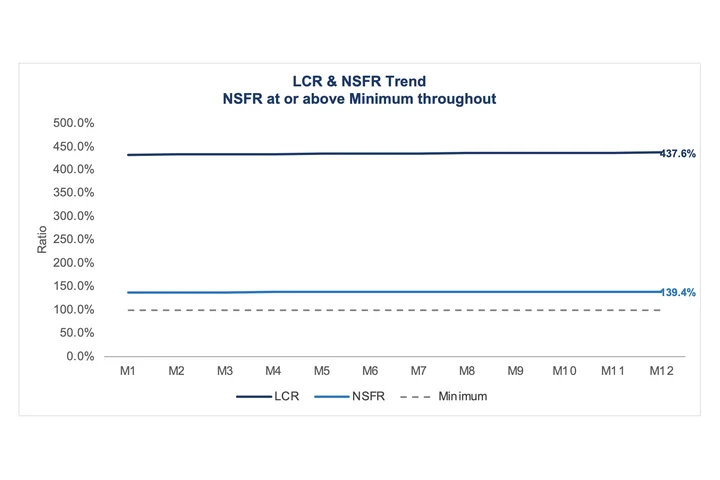 LCR & NSFR Trend
NSFR at or above Minimum throughout
500.0%
450.0%
400.0%
350.0%
300.0%
250.0%
200.0%
150.0%
100.0%
50.0%
0.0%
Ratio
437.6%
139.4%
M1 M2 M3 M4 M5 M6 M7 M8 M9 M10 M11 M12
LCR NSFR Minimum